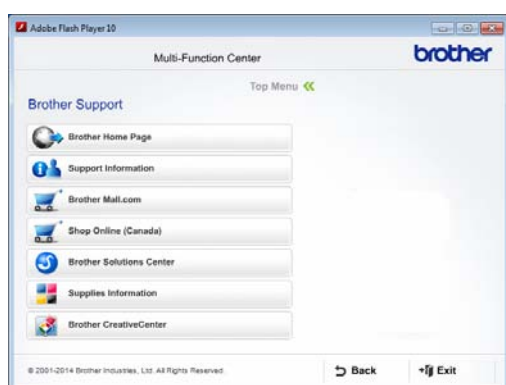 Adobe Flash Player 10
Multi-Function Center
brother
Top Menu
Brother Support
Brother Home Page
Support Information
Brother Mall.com
Shop Online (Canada)
Brother Solutions Center
Supplies Information
Brother CreativeCenter
© 2001-2014 Brother Industries, Ltd. All Rights Reserved.
Back
Exit